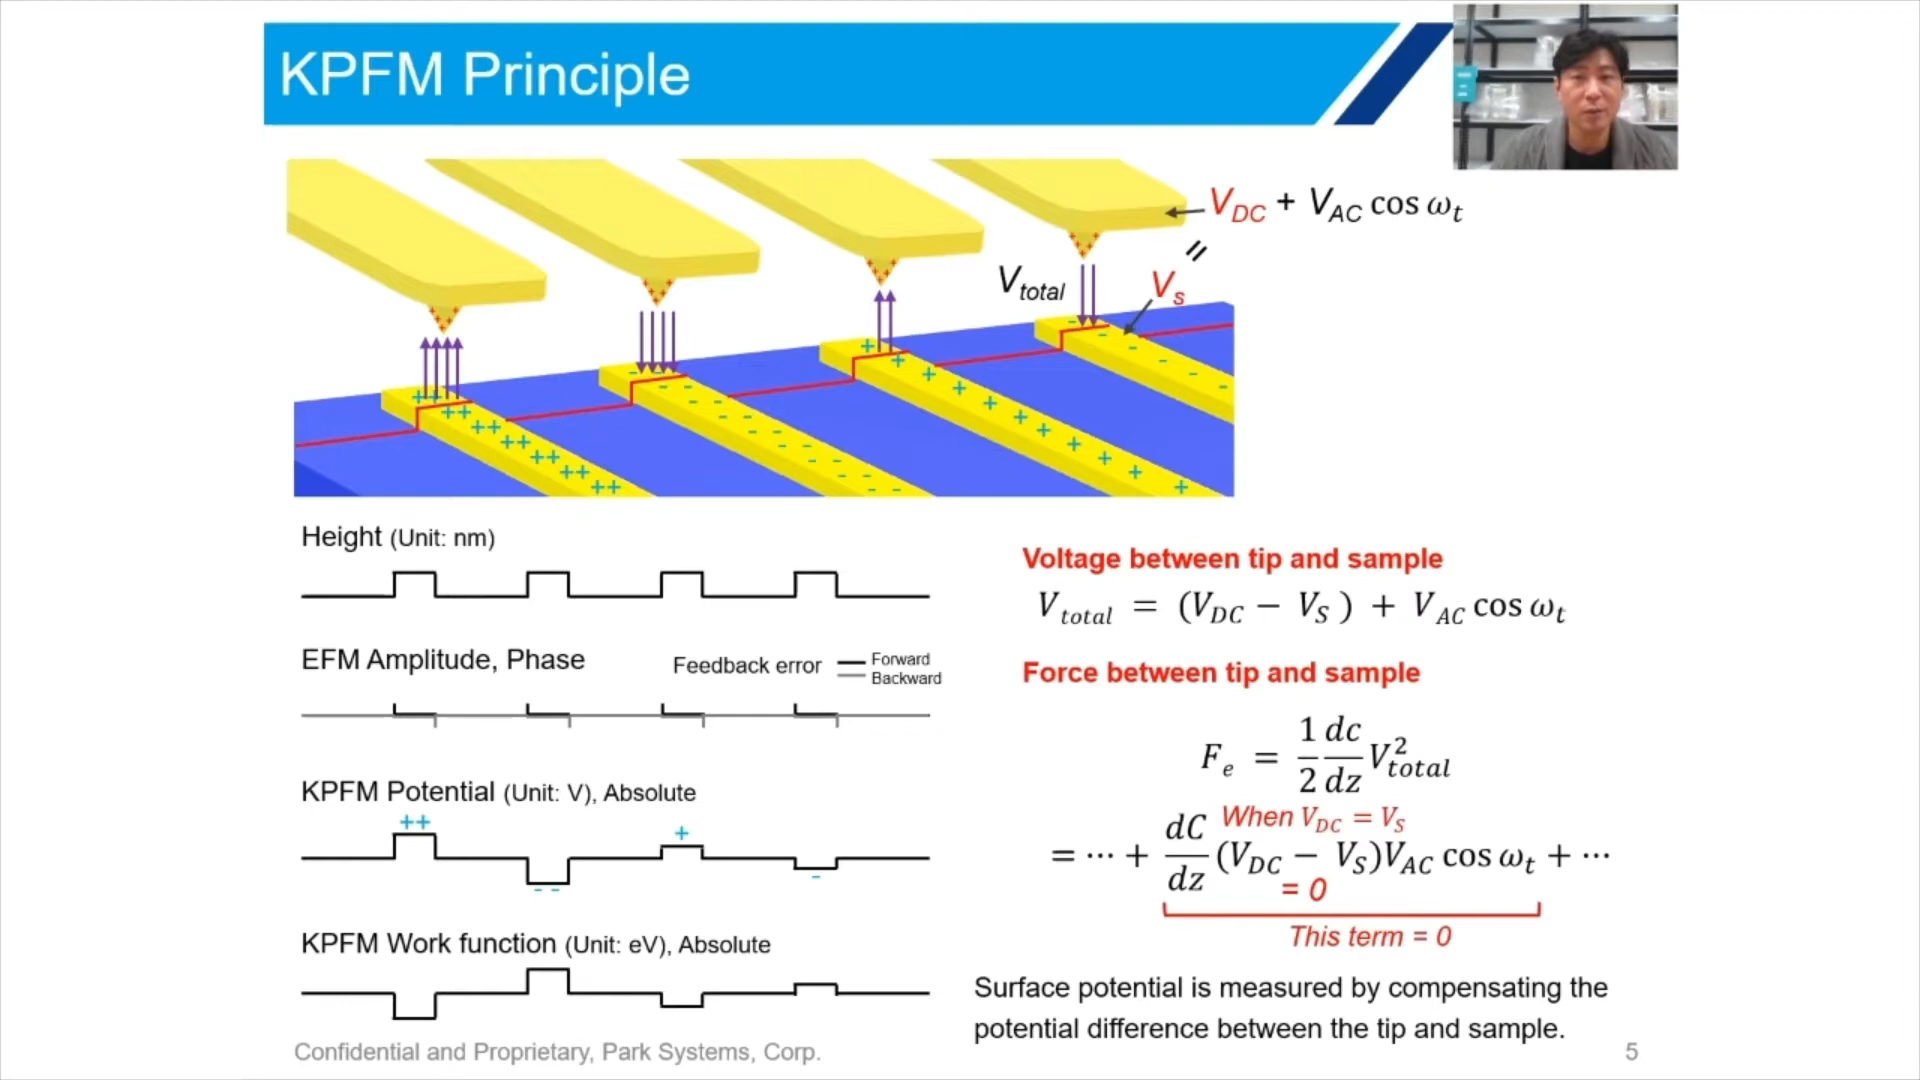 KPFM Principle
V_DC + V_AC cos ω_t
=
V_total
V_s
++ ++ ++ ++ ++ ++ ++
- - - - - - - - - - - - - - - -
+ + + + + + + + + + +
- - - - - -
Height (Unit: nm)
EFM Amplitude, Phase
Feedback error
Forward
Backward
KPFM Potential (Unit: V), Absolute
++
+
- -
-
KPFM Work function (Unit: eV), Absolute
Voltage between tip and sample
V_total = (V_DC − V_S ) + V_AC cos ω_t
Force between tip and sample
F_e = 1/2 dc/dz V²_total
When V_DC = V_S
= ⋯ + dC/dz (V_DC − V_S)V_AC cos ω_t + ⋯
= 0
This term = 0
Surface potential is measured by compensating the
potential difference between the tip and sample.
Confidential and Proprietary, Park Systems, Corp.
5